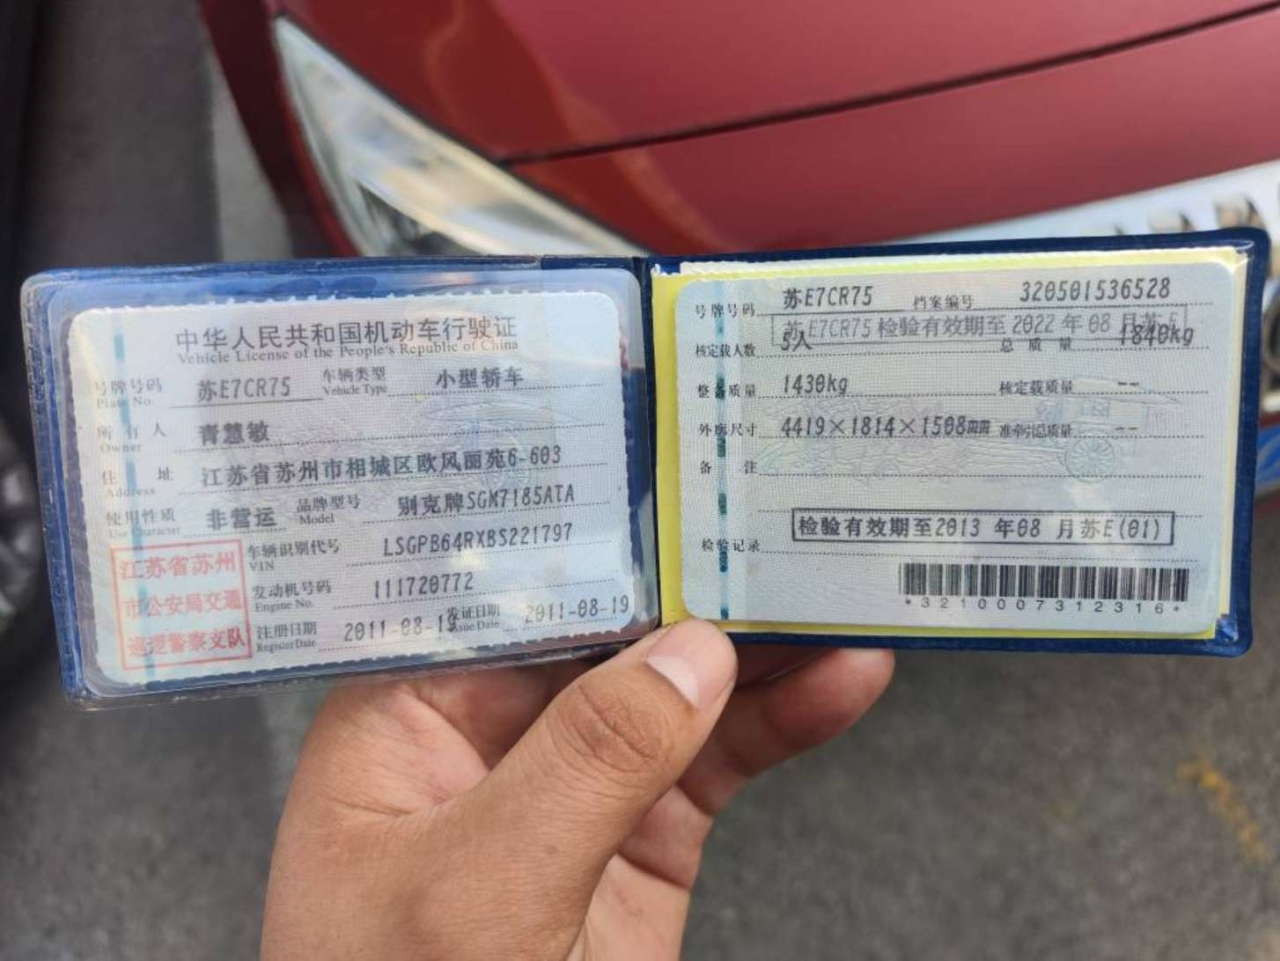 中华人民共和国机动车行驶证
Vehicle License of the People's Republic of China
号牌号码 苏E7CR75 车辆类型 小型轿车
Plate No. Vehicle Type
所有人 青慧敏
Owner
住址 江苏省苏州市相城区欧风丽苑6-603
Address
使用性质 非营运 品牌型号 别克牌SGM7185ATA
Use Character Model
江苏省苏州
市公安局交通
巡逻警察支队
车辆识别代号 LSGPB64RXBS221797
VIN
发动机号码 111720772
Engine No.
注册日期 2011-08-19 发证日期 2011-08-19
Register Date Issue Date
号牌号码 苏E7CR75 档案编号 320501536528
苏E7CR75 检验有效期至 2022 年 08 月苏E
核定载人数 5人 总质量 1840kg
整备质量 1430kg 核定载质量 --
外廓尺寸 4419×1814×1508mm 准牵引总质量 --
备注
检验有效期至2013 年08 月苏E(01)
检验记录
*3210007312316*